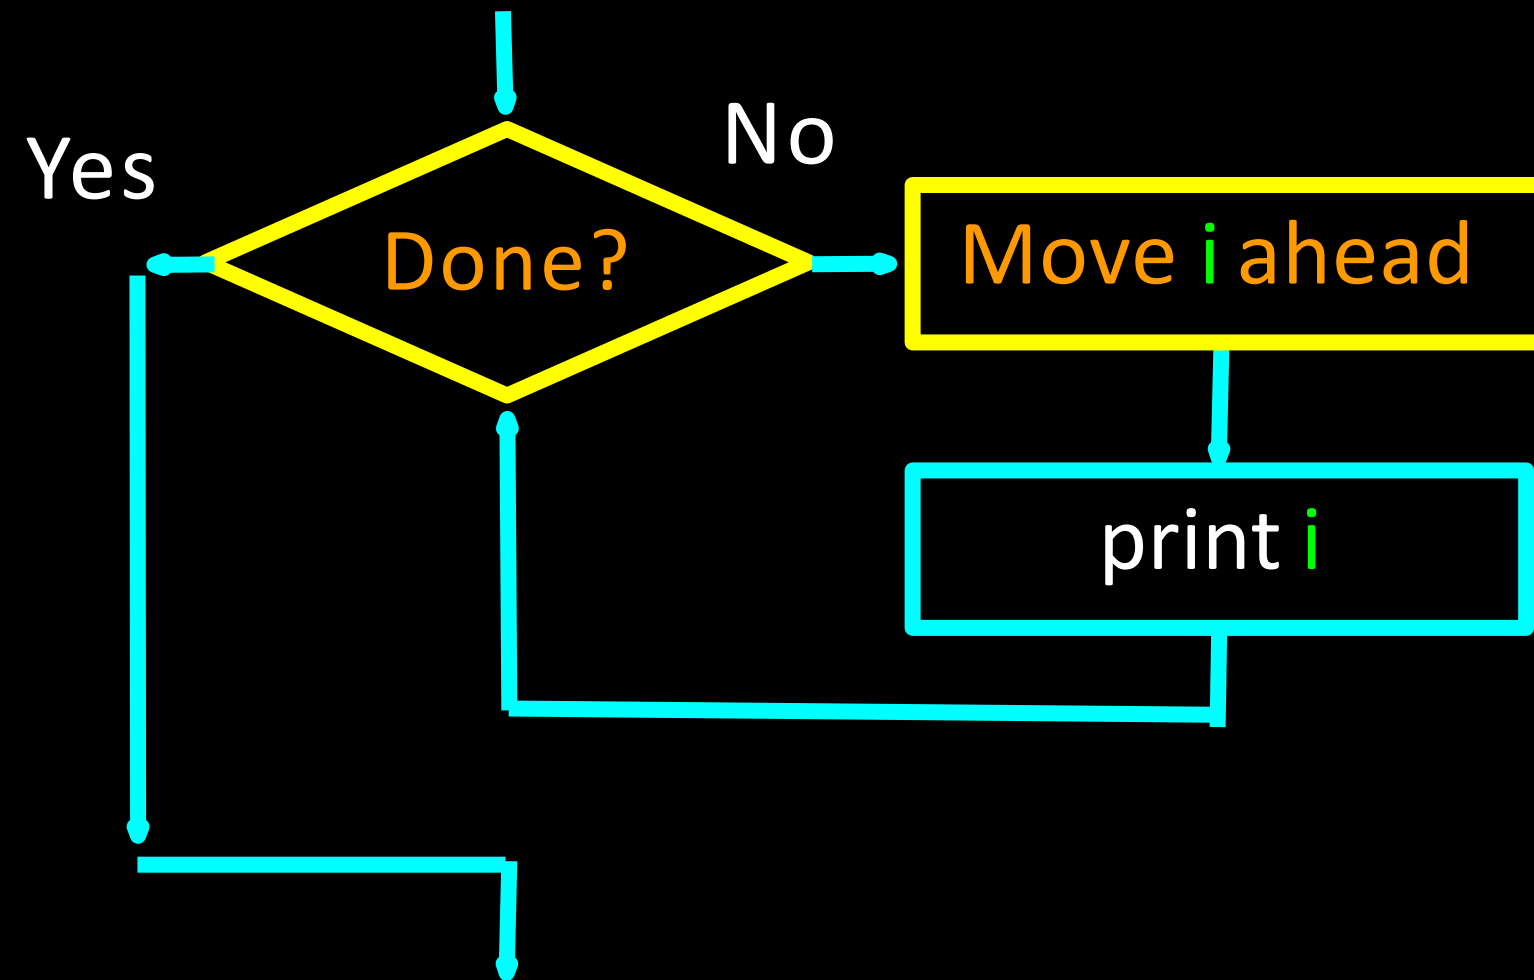 Yes
No
Done?
Move i ahead
print i